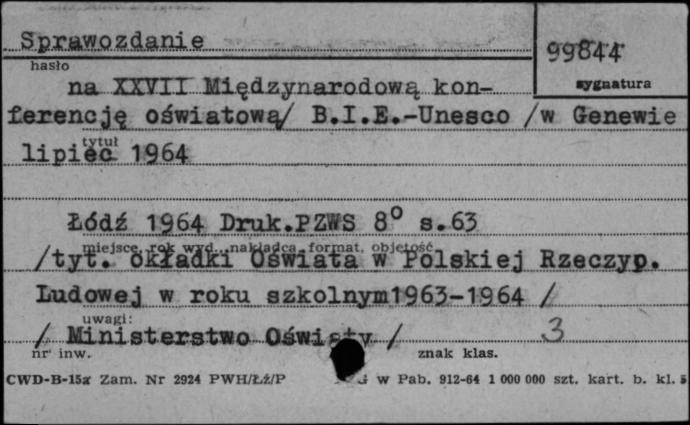 Sprawozdanie
99844
hasło
sygnatura
na XXVII Międzynarodową kon-
ferencję oświatową/ B.I.E.-Unesco /w Genewie
tytuł
lipiec 1964
Łódź 1964 Druk.PZWS 8° s.63
miejsce, rok wyd., nakładca, format, objętość
/tyt. okładki Oświata w Polskiej Rzeczyp.
Ludowej w roku szkolnym1963-1964 /
uwagi:
/ Ministerstwo Oświaty / 3
nr inw.
znak klas.
CWD-B-15a Zam. Nr 2924 PWH/Łż/P w Pab. 912-64 1 000 000 szt. kart. b. kl. 5